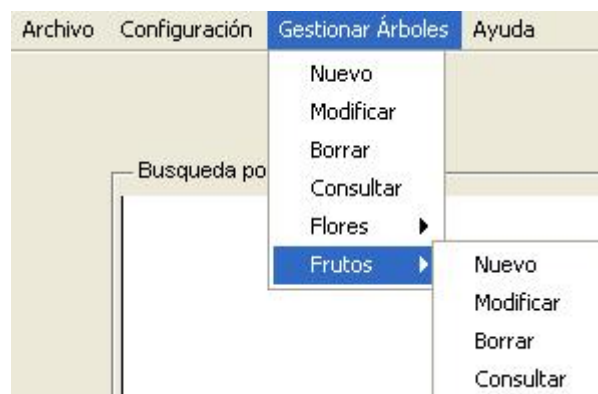 Archivo Configuración Gestionar Árboles Ayuda
Nuevo
Modificar
Borrar
Busqueda po
Consultar
Flores
Frutos
Nuevo
Modificar
Borrar
Consultar